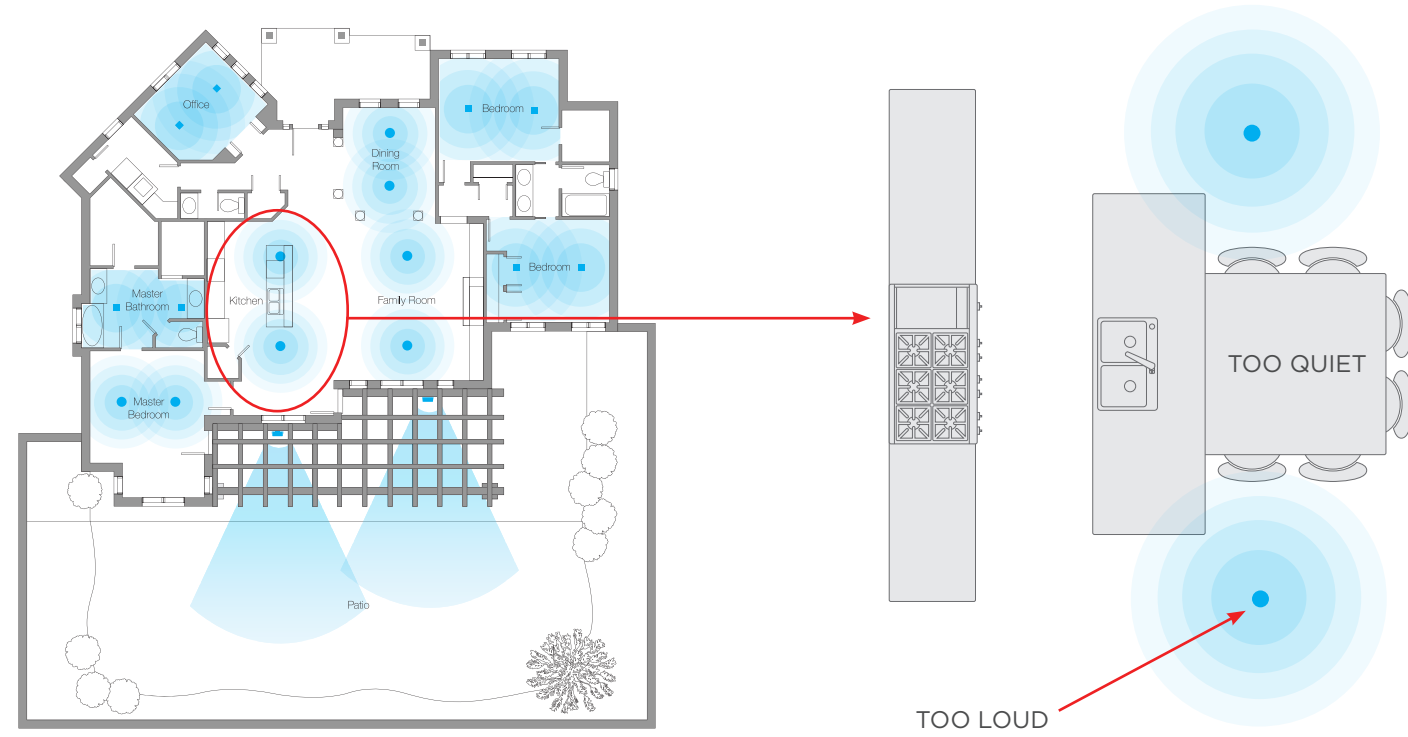 Office
Bedroom
Dining
Room
Bedroom
Master
Bathroom
Kitchen
Family Room
Master
Bedroom
Patio
TOO QUIET
TOO LOUD